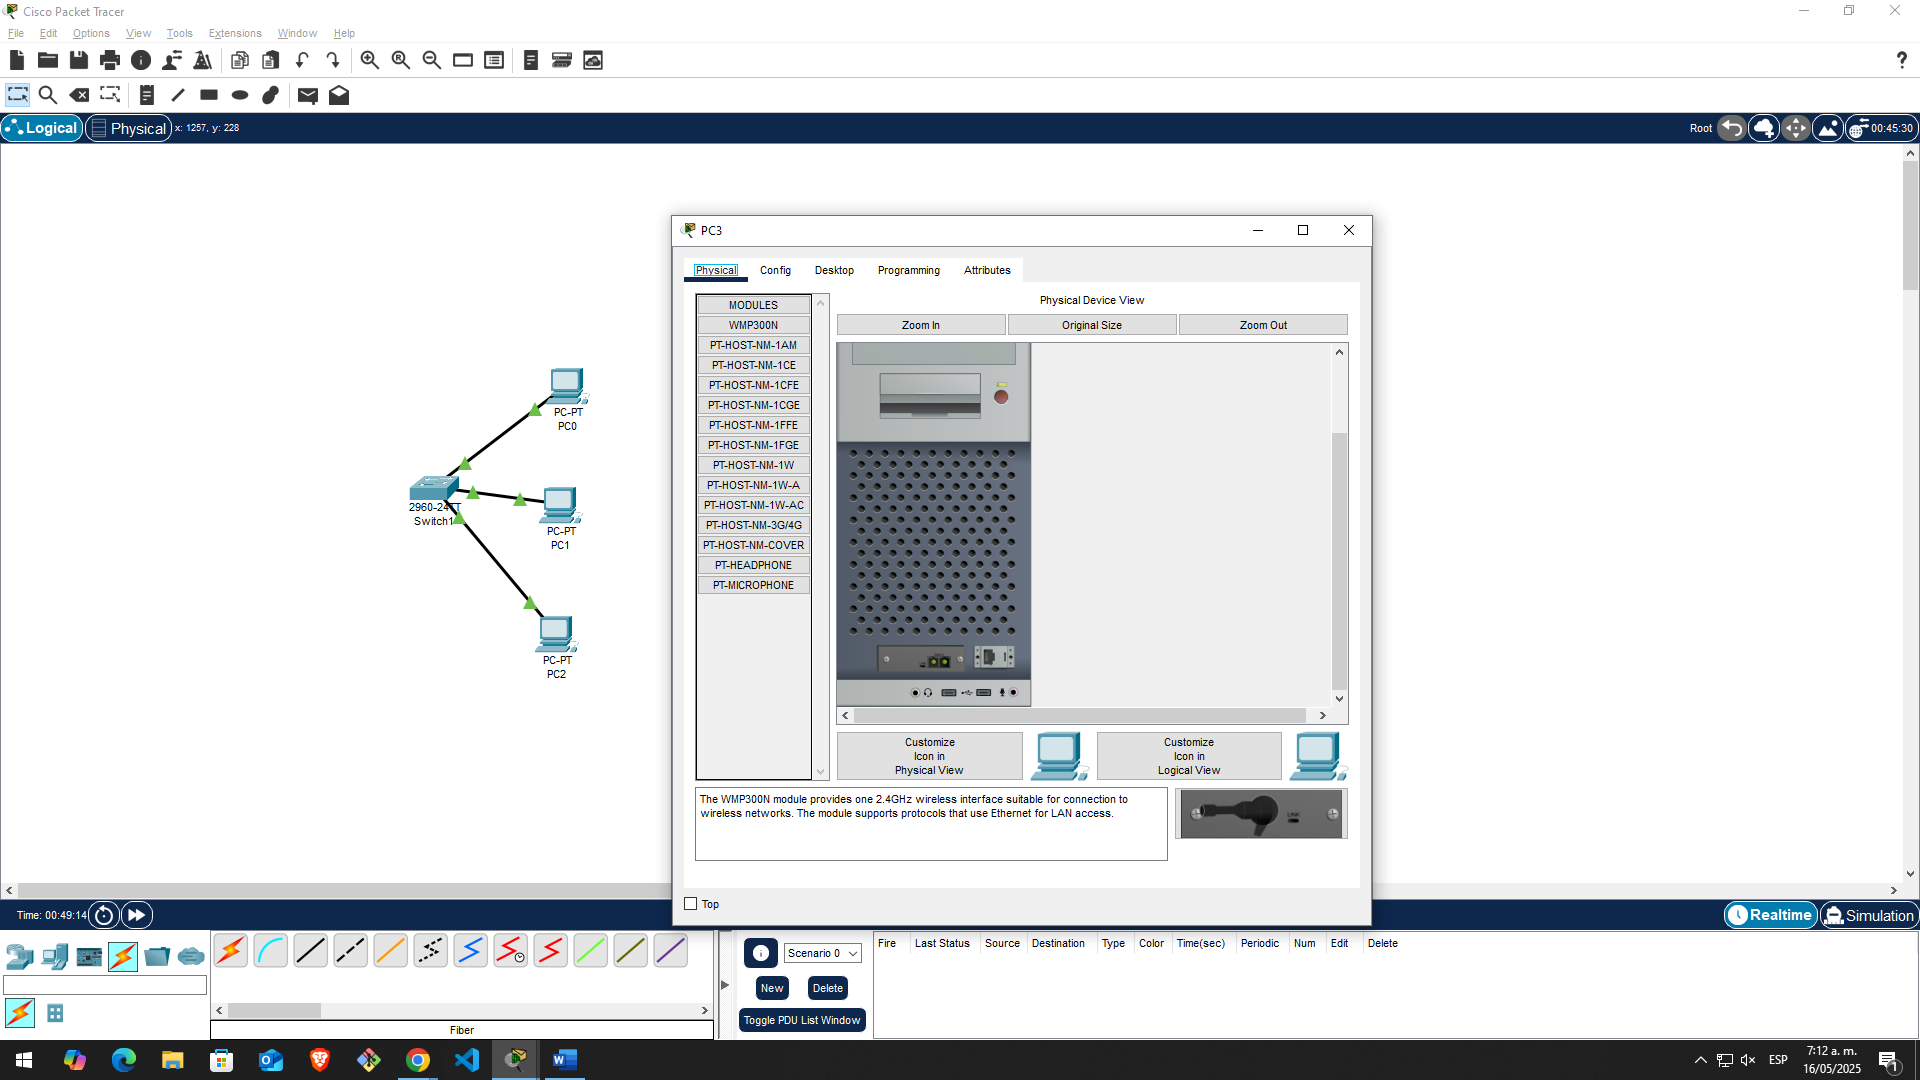 Cisco Packet Tracer
File Edit Options View Tools Extensions Window Help
Logical Physical x: 1257, y: 228 Root 00:45:30
PC3
Physical Config Desktop Programming Attributes
MODULES
WMP300N
PT-HOST-NM-1AM
PT-HOST-NM-1CE
PT-HOST-NM-1CFE
PT-HOST-NM-1CGE
PT-HOST-NM-1FFE
PT-HOST-NM-1FGE
PT-HOST-NM-1W
PT-HOST-NM-1W-A
PT-HOST-NM-1W-AC
PT-HOST-NM-3G/4G
PT-HOST-NM-COVER
PT-HEADPHONE
PT-MICROPHONE
Physical Device View
Zoom In Original Size Zoom Out
Customize
Icon in
Physical View
Customize
Icon in
Logical View
The WMP300N module provides one 2.4GHz wireless interface suitable for connection to
wireless networks. The module supports protocols that use Ethernet for LAN access.
LINK
Top
PC-PT
PC0
2960-24TT
Switch1
PC-PT
PC1
PC-PT
PC2
Time: 00:49:14
Realtime Simulation
Scenario 0
New Delete
Toggle PDU List Window
Fire Last Status Source Destination Type Color Time(sec) Periodic Num Edit Delete
Fiber
ESP
7:12 a. m.
16/05/2025
1